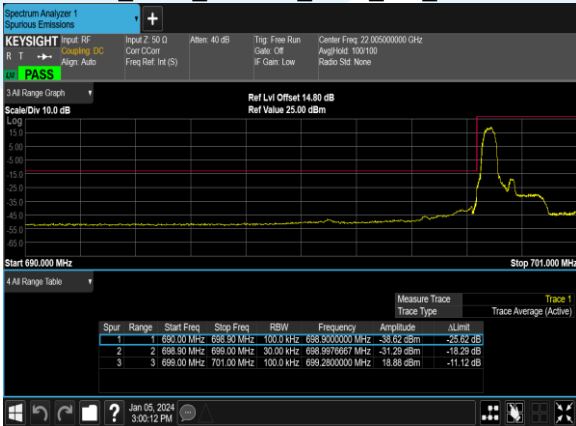 Spectrum Analyzer 1
Spurious Emissions
+
KEYSIGHT Input: RF Input Z: 50 Ω Atten: 40 dB Trig: Free Run Center Freq: 22.005000000 GHz
R T Coupling: DC Corr CCorr Gate: Off Avg|Hold: 100/100
Align: Auto Freq Ref: Int (S) IF Gain: Low Radio Std: None
PASS
3 All Range Graph
Ref Lvl Offset 14.80 dB
Scale/Div 10.0 dB Ref Value 25.00 dBm
Log
15.0
5.00
-5.00
-15.0
-25.0
-35.0
-45.0
-55.0
-65.0
Start 690.000 MHz Stop 701.000 MHz
4 All Range Table
Measure Trace Trace 1
Trace Type Trace Average (Active)
Spur Range Start Freq Stop Freq RBW Frequency Amplitude ΔLimit
1 1 690.00 MHz 698.90 MHz 100.0 kHz 698.9000000 MHz -38.62 dBm -25.62 dB
2 2 698.90 MHz 699.00 MHz 30.00 kHz 698.9976667 MHz -31.29 dBm -18.29 dB
3 3 699.00 MHz 701.00 MHz 100.0 kHz 699.2800000 MHz 18.88 dBm -11.12 dB
? Jan 05, 2024
3:00:12 PM